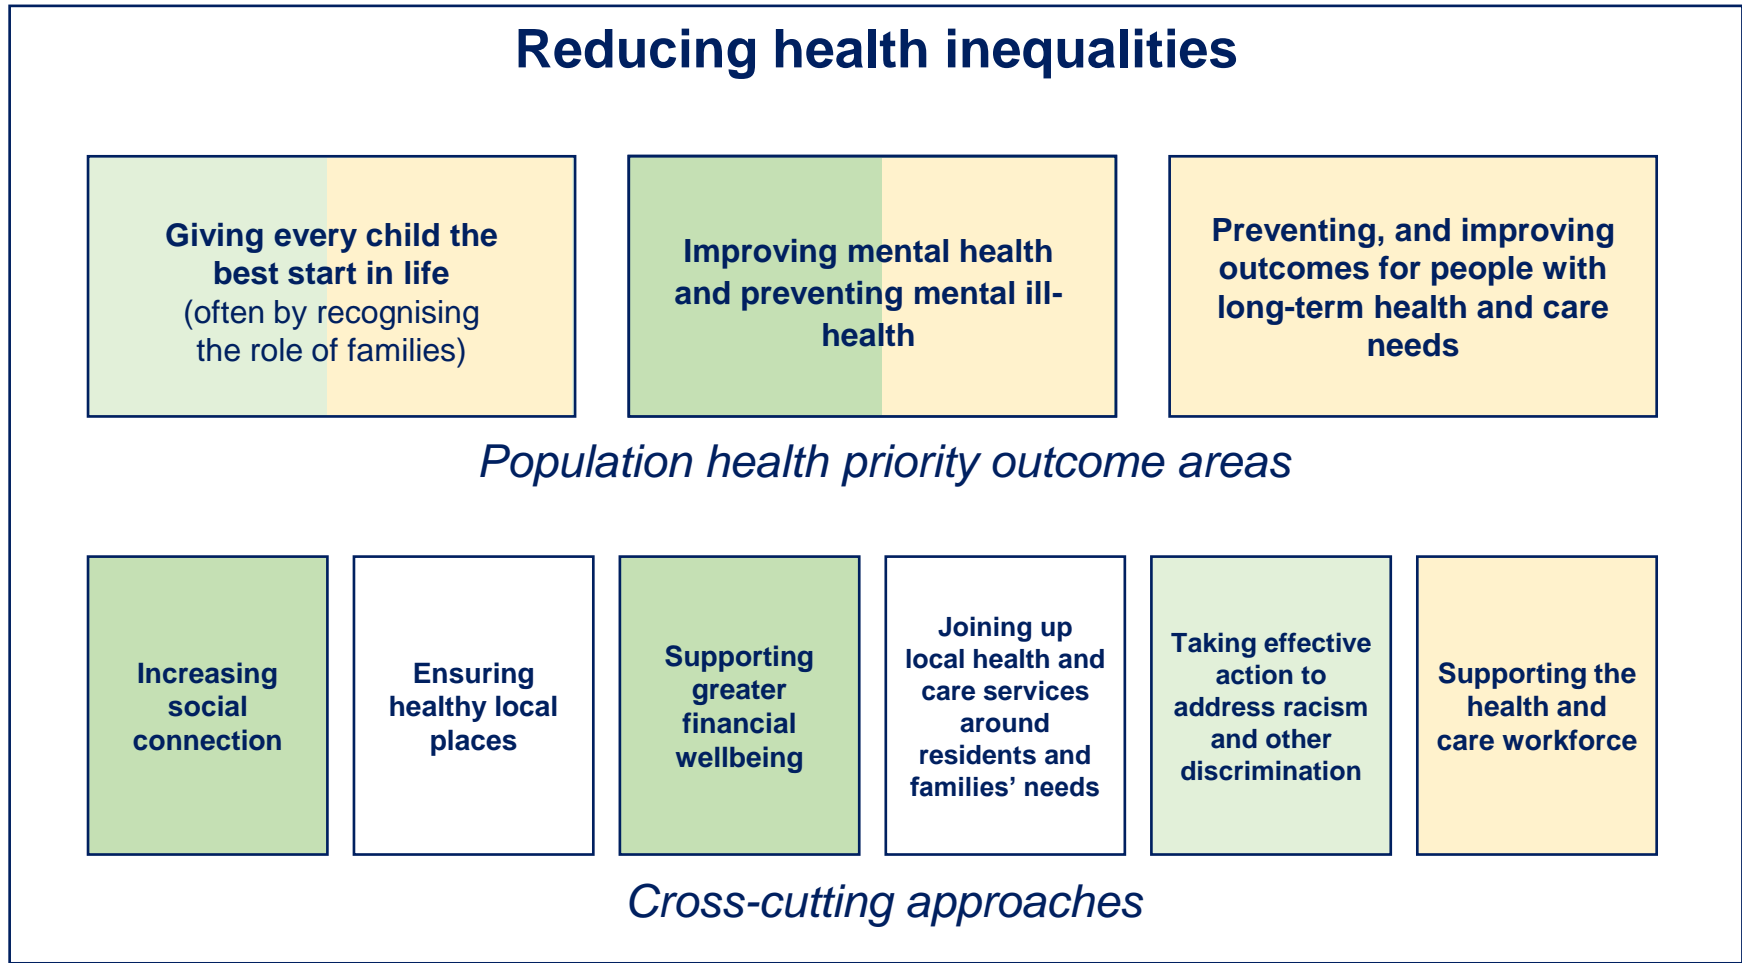 Reducing health inequalities
Giving every child the
best start in life
(often by recognising
the role of families)
Improving mental health
and preventing mental ill-
health
Preventing, and improving
outcomes for people with
long-term health and care
needs
Population health priority outcome areas
Increasing
social
connection
Ensuring
healthy local
places
Supporting
greater
financial
wellbeing
Joining up
local health and
care services
around
residents and
families’ needs
Taking effective
action to
address racism
and other
discrimination
Supporting the
health and
care workforce
Cross-cutting approaches